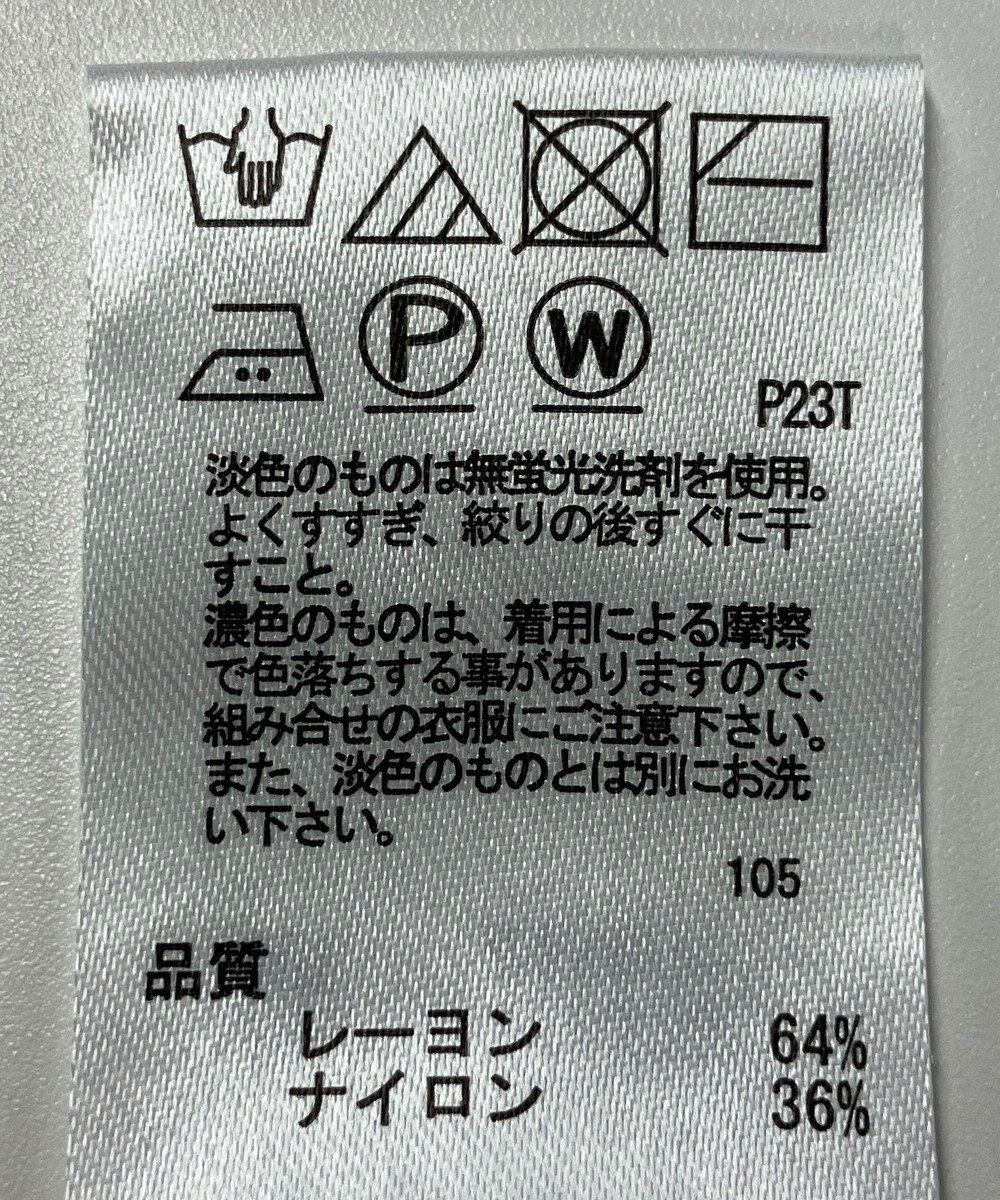 P W
P23T
淡色のものは無蛍光洗剤を使用。
よくすすぎ、絞りの後すぐに干
すこと。
濃色のものは、着用による摩擦
で色落ちする事がありますので、
組み合せの衣服にご注意下さい。
また、淡色のものとは別にお洗
い下さい。
105
品質
レーヨン 64%
ナイロン 36%